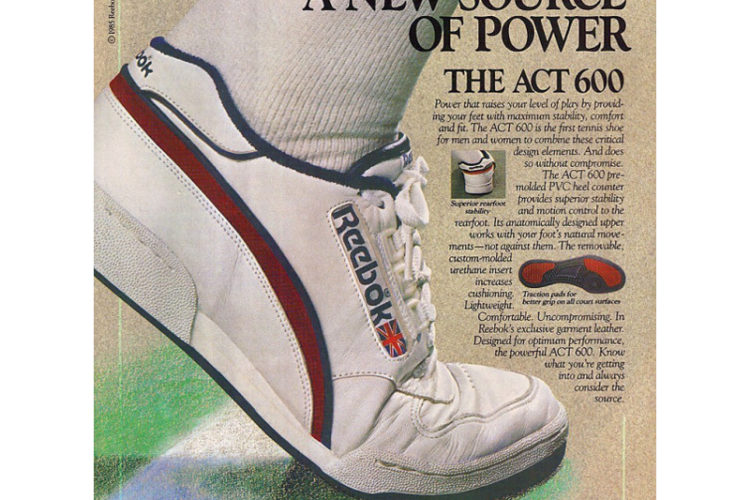 © 1985 Reebok
A NEW SOURCE
OF POWER
THE ACT 600
Power that raises your level of play by provid-
ing your feet with maximum stability, comfort
and fit. The ACT 600 is the first tennis shoe
for men and women to combine these critical
design elements. And does
so without compromise.
The ACT 600 pre-
molded PVC heel counter
provides superior stability
and motion control to the
rearfoot. Its anatomically designed upper
works with your foot's natural move-
ments—not against them. The removable,
custom-molded
urethane insert
increases
cushioning.
Lightweight.
Comfortable. Uncompromising. In
Reebok's exclusive garment leather.
Designed for optimum performance,
the powerful ACT 600. Know
what you're getting
into and always
consider the
source.
Superior rearfoot
stability
Traction pads for
better grip on all court surfaces
Reebok
Reebok